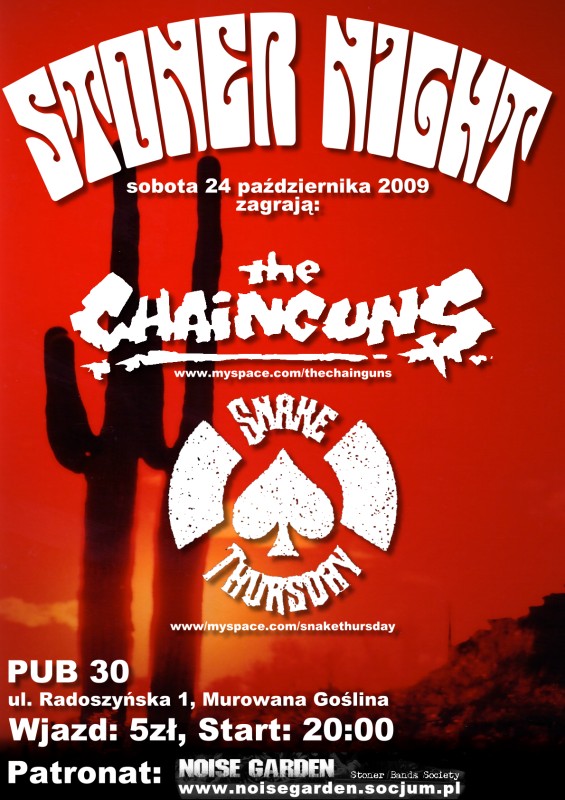 STONER NIGHT
sobota 24 października 2009
zagrają:
the
CHAINGUNS
www.myspace.com/thechainguns
SNAKE
THURSDAY
www/myspace.com/snakethursday
PUB 30
ul. Radoszyńska 1, Murowana Goślina
Wjazd: 5zł, Start: 20:00
Patronat: NOISE GARDEN Stoner Bands Society
www.noisegarden.socjum.pl